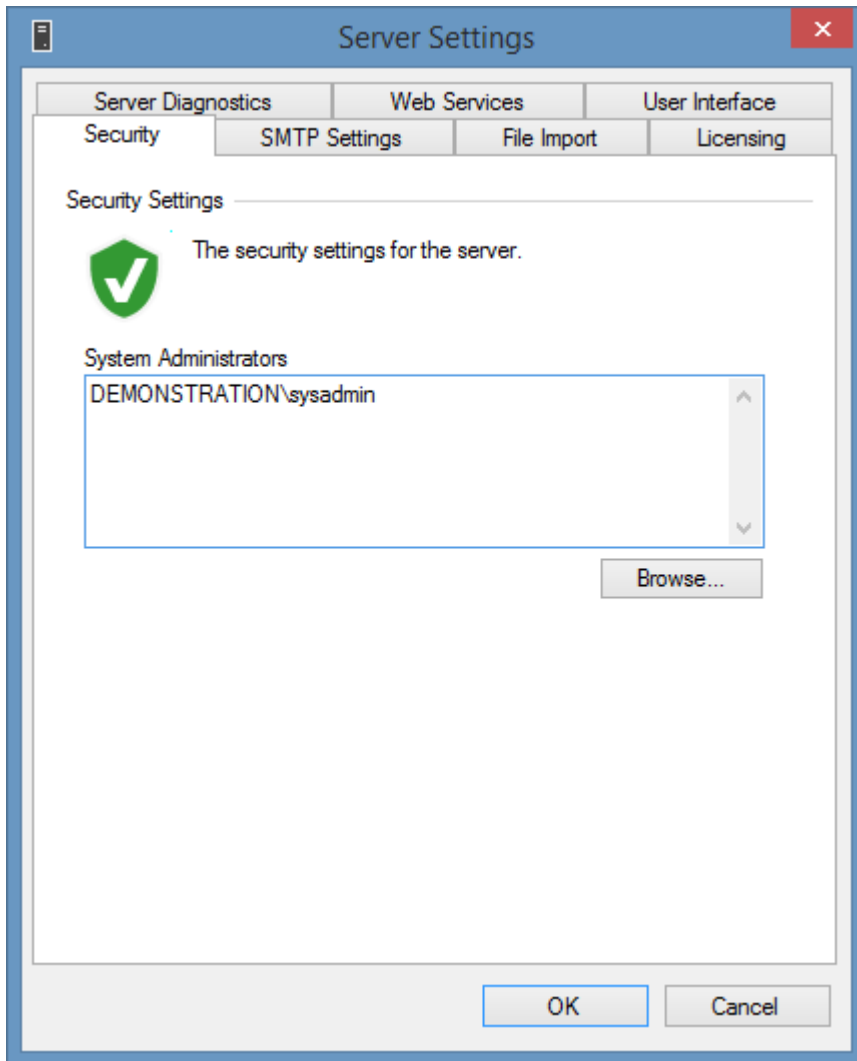 Server Settings
Server Diagnostics
Web Services
User Interface
Security
SMTP Settings
File Import
Licensing
Security Settings
The security settings for the server.
System Administrators
DEMONSTRATION\sysadmin
Browse...
OK
Cancel